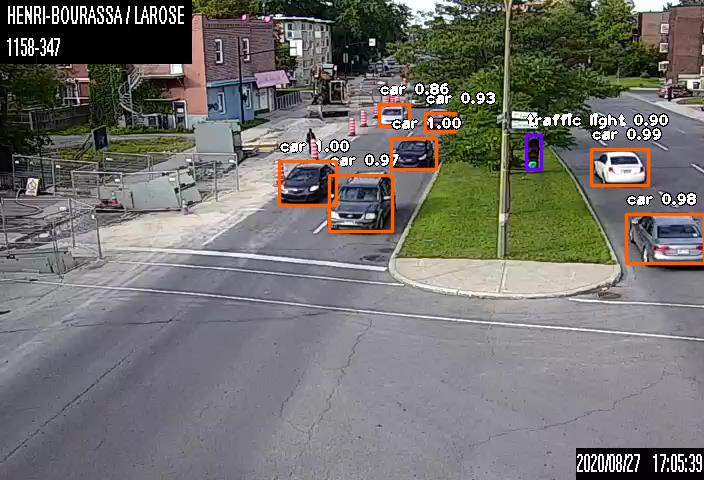 HENRI-BOURASSA / LAROSE
1158-347
car 0.86
car 0.93
car 1.00
traffic light 0.90
car 0.99
car 1.00
car 0.97
car 0.98
2020/08/27 17:05:39